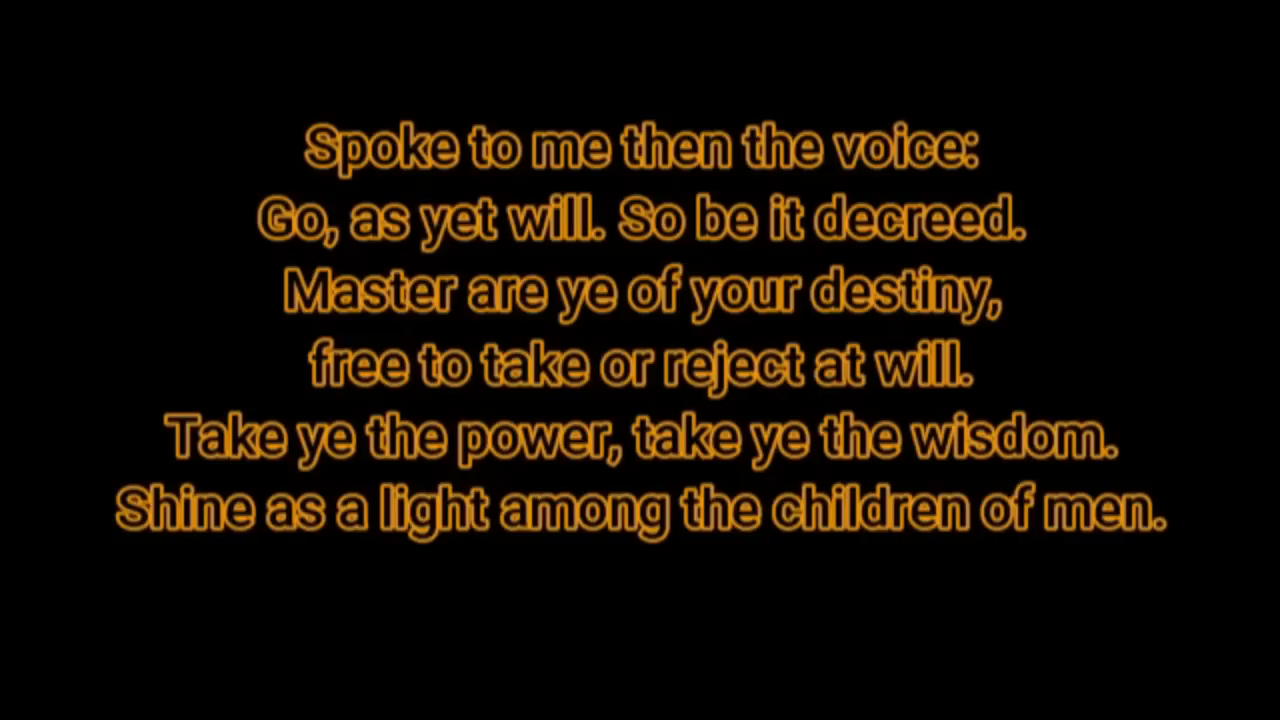 Spoke to me then the voice:
Go, as yet will. So be it decreed.
Master are ye of your destiny,
free to take or reject at will.
Take ye the power, take ye the wisdom.
Shine as a light among the children of men.